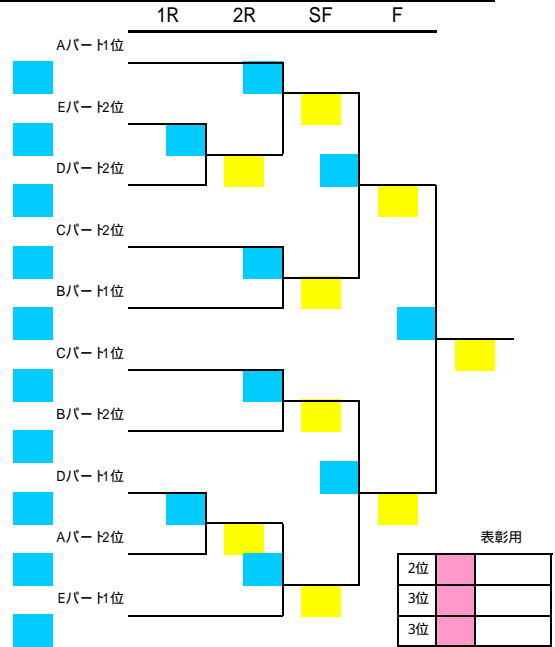 1R 2R SF F
Aパート1位
Eパート2位
Dパート2位
Cパート2位
Bパート1位
Cパート1位
Bパート2位
Dパート1位
Aパート2位
Eパート1位
表彰用
2位
3位
3位